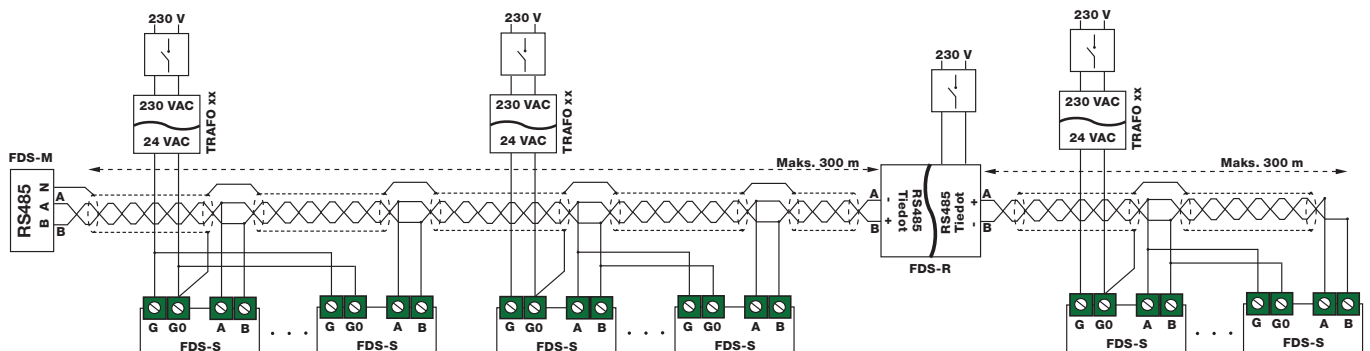 230 V
230 V
230 V
230 V
230 VAC
24 VAC
TRAFO xx
230 VAC
24 VAC
TRAFO xx
230 VAC
24 VAC
TRAFO xx
FDS-M
Maks. 300 m
Maks. 300 m
RS485
N
A
B
A
B
A
B
-
+
RS485
Tiedot
RS485
Tiedot
+
-
A
B
FDS-R
G
G0
A
B
FDS-S
. . .
G
G0
A
B
FDS-S
G
G0
A
B
FDS-S
. . .
G
G0
A
B
FDS-S
G
G0
A
B
FDS-S
. . .
G
G0
A
B
FDS-S